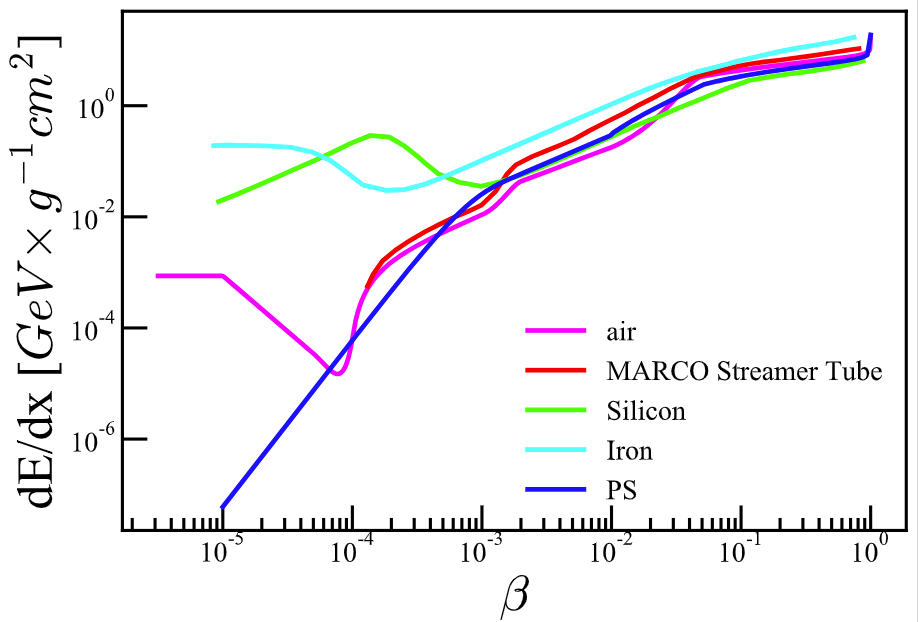 dE/dx [GeV × g⁻¹cm²]
10⁰
10⁻²
10⁻⁴
10⁻⁶
air
MARCO Streamer Tube
Silicon
Iron
PS
10⁻⁵ 10⁻⁴ 10⁻³ 10⁻² 10⁻¹ 10⁰
β